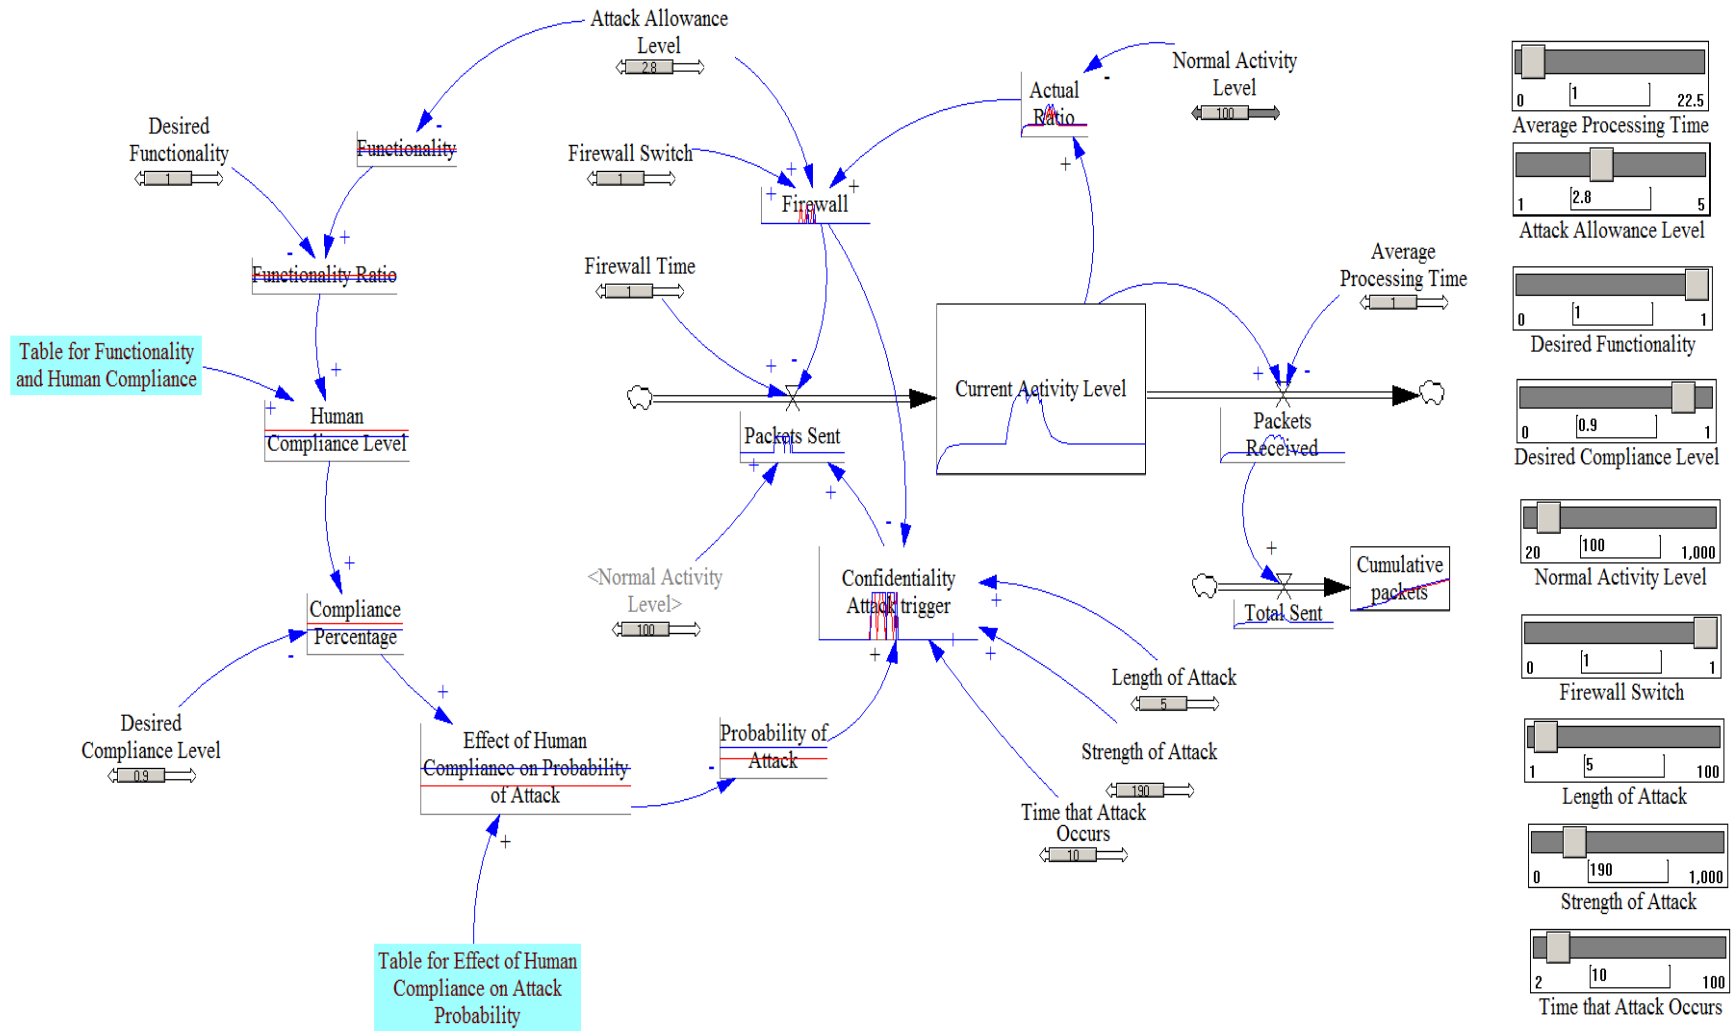 Attack Allowance
Level
2.8
Normal Activity
Level
100
Actual
Ratio
-
+
Desired
Functionality
1
Functionality
-
Firewall Switch
1
+
+
+
Firewall
-
+
Functionality Ratio
Firewall Time
1
Average
Processing Time
1
Table for Functionality
and Human Compliance
+
+
Human
Compliance Level
+
-
Packets Sent
+
+
Current Activity Level
+
-
Packets
Received
<Normal Activity
Level>
100
-
Confidentiality
Attack trigger
+
+
+
+
+
Total Sent
Cumulative
packets
+
Compliance
Percentage
-
Desired
Compliance Level
0.9
+
Effect of Human
Compliance on Probability
of Attack
+
-
Probability of
Attack
Length of Attack
5
Strength of Attack
190
Time that Attack
Occurs
10
Table for Effect of Human
Compliance on Attack
Probability
0 1 22.5
Average Processing Time
1 2.8 5
Attack Allowance Level
0 1 1
Desired Functionality
0 0.9 1
Desired Compliance Level
20 100 1,000
Normal Activity Level
0 1 1
Firewall Switch
1 5 100
Length of Attack
0 190 1,000
Strength of Attack
2 10 100
Time that Attack Occurs